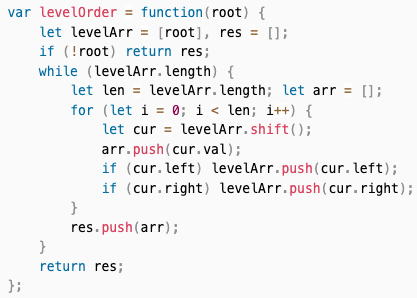 var levelOrder = function(root) {
    let levelArr = [root], res = [];
    if (!root) return res;
    while (levelArr.length) {
        let len = levelArr.length; let arr = [];
        for (let i = 0; i < len; i++) {
            let cur = levelArr.shift();
            arr.push(cur.val);
            if (cur.left) levelArr.push(cur.left);
            if (cur.right) levelArr.push(cur.right);
        }
        res.push(arr);
    }
    return res;
};